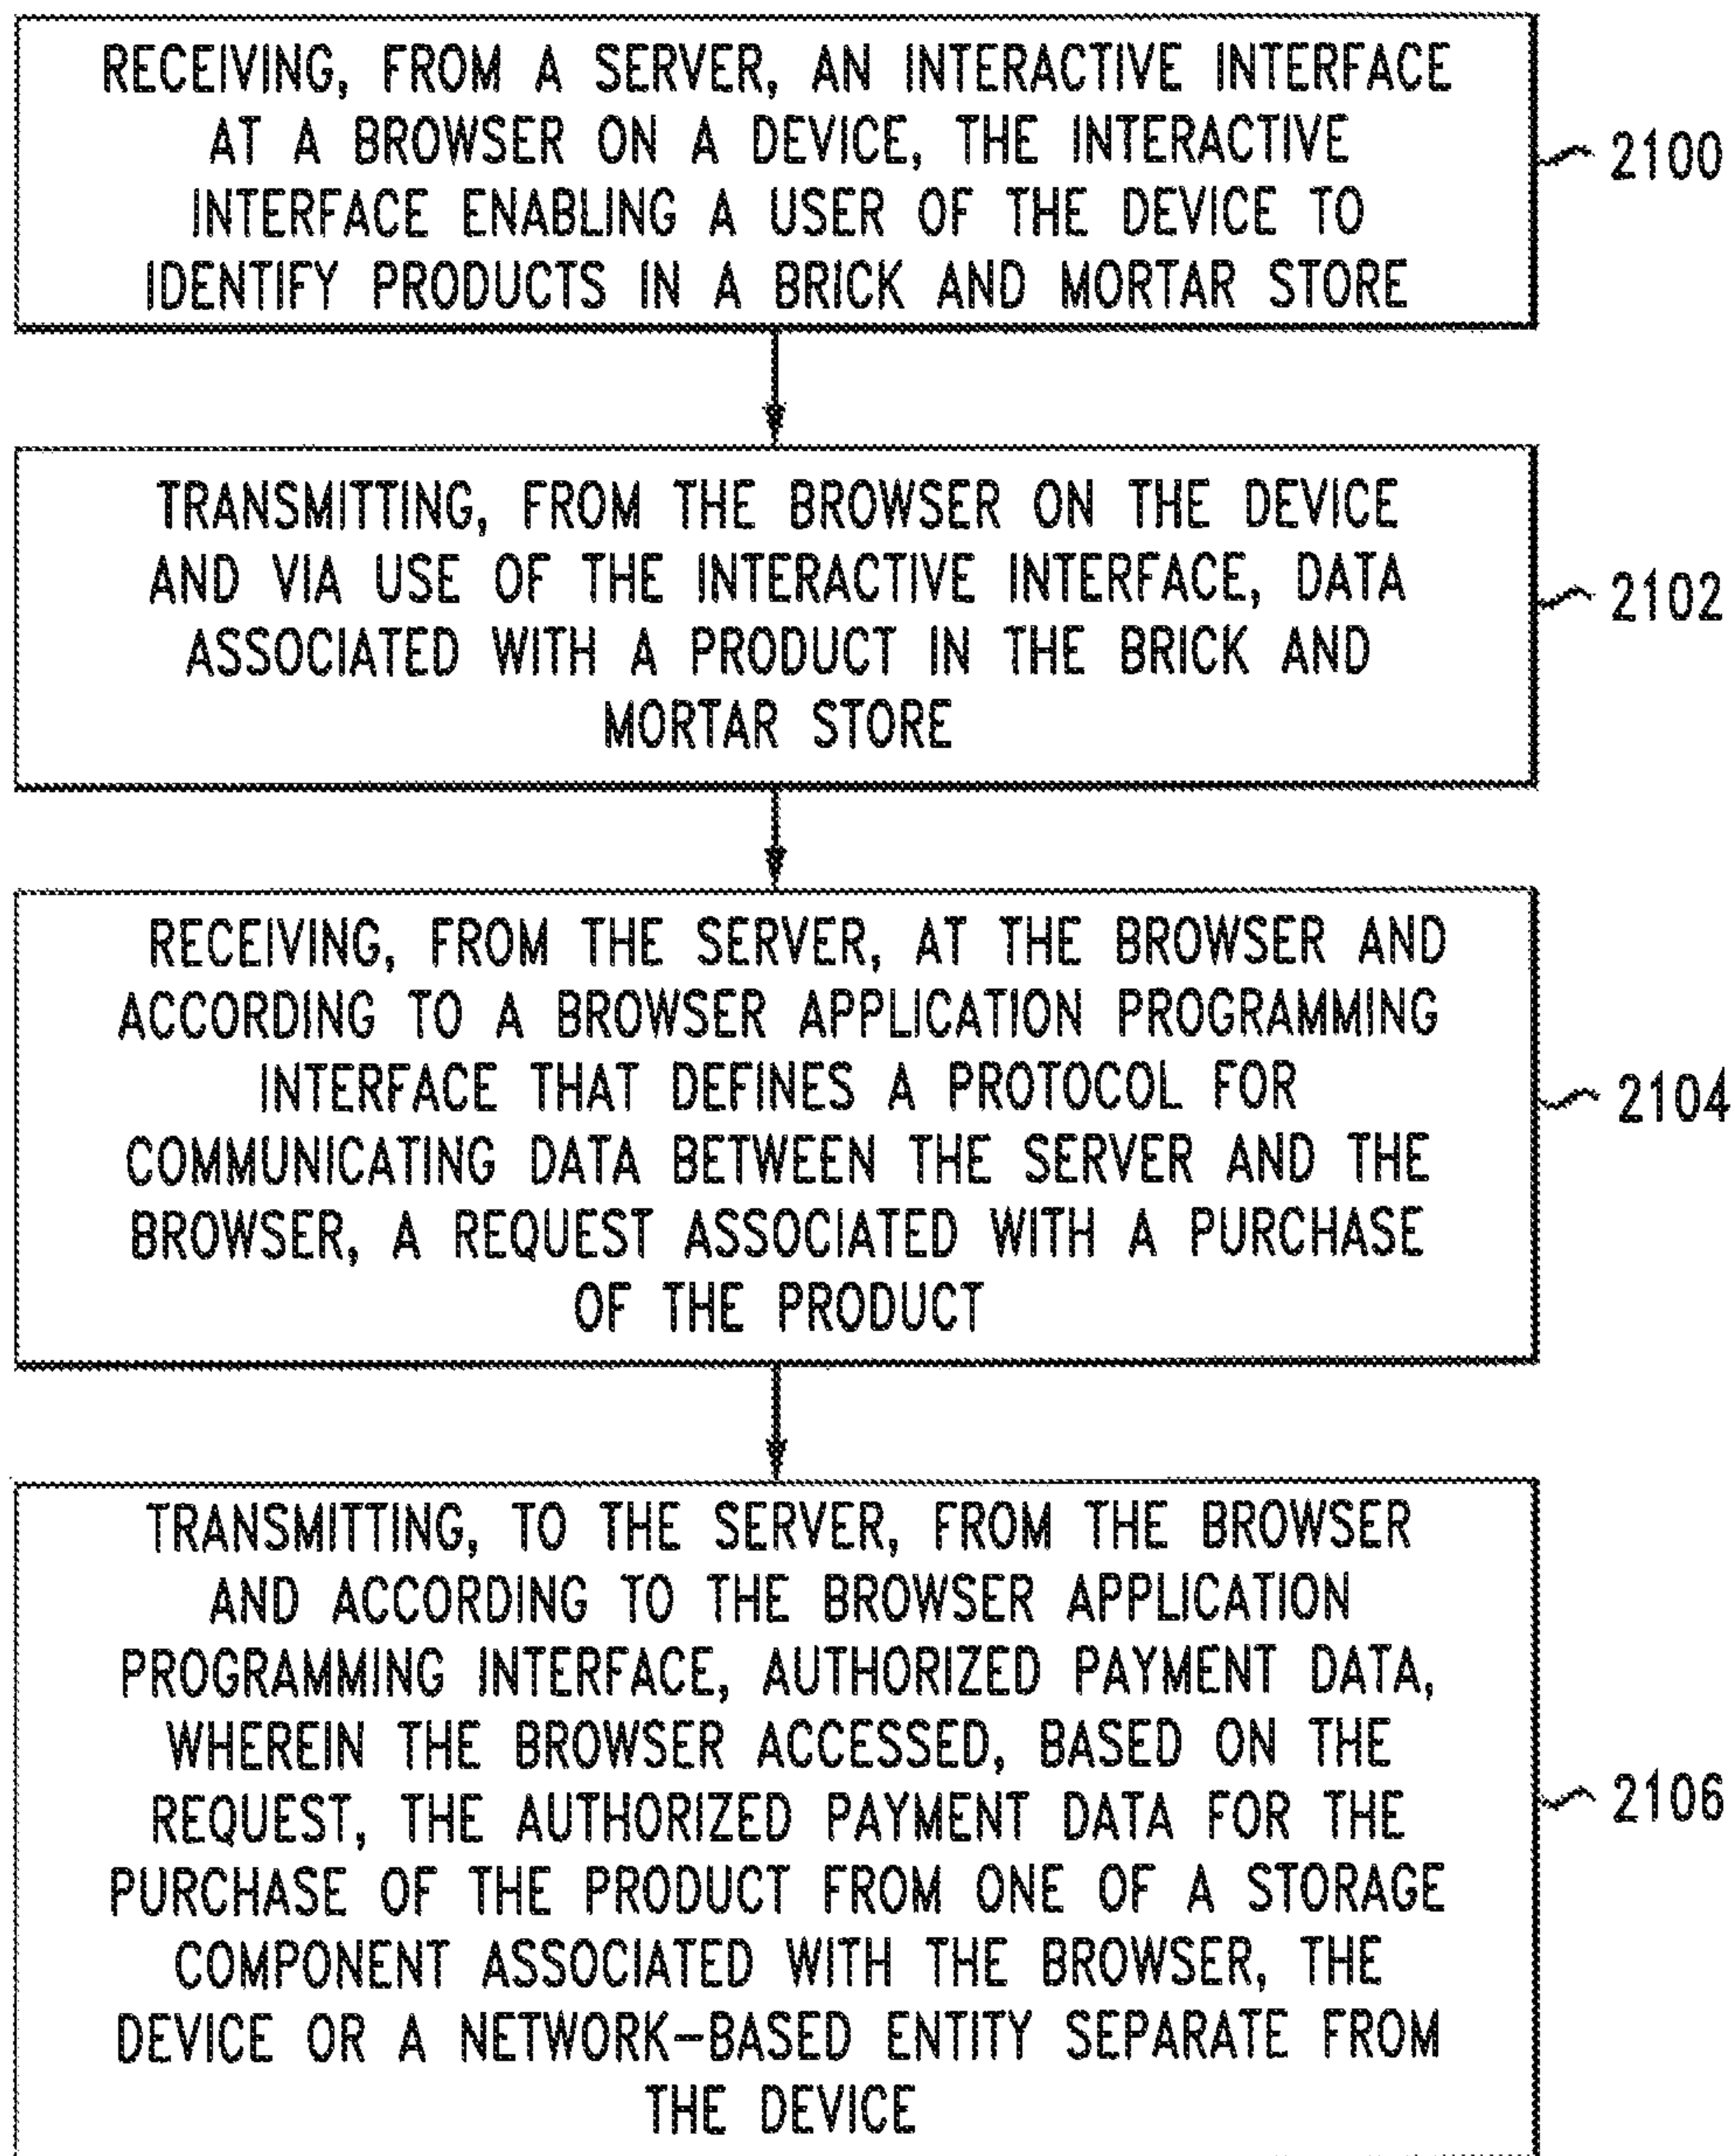 RECEIVING, FROM A SERVER, AN INTERACTIVE INTERFACE
AT A BROWSER ON A DEVICE, THE INTERACTIVE
INTERFACE ENABLING A USER OF THE DEVICE TO
IDENTIFY PRODUCTS IN A BRICK AND MORTAR STORE
2100
TRANSMITTING, FROM THE BROWSER ON THE DEVICE
AND VIA USE OF THE INTERACTIVE INTERFACE, DATA
ASSOCIATED WITH A PRODUCT IN THE BRICK AND
MORTAR STORE
2102
RECEIVING, FROM THE SERVER, AT THE BROWSER AND
ACCORDING TO A BROWSER APPLICATION PROGRAMMING
INTERFACE THAT DEFINES A PROTOCOL FOR
COMMUNICATING DATA BETWEEN THE SERVER AND THE
BROWSER, A REQUEST ASSOCIATED WITH A PURCHASE
OF THE PRODUCT
2104
TRANSMITTING, TO THE SERVER, FROM THE BROWSER
AND ACCORDING TO THE BROWSER APPLICATION
PROGRAMMING INTERFACE, AUTHORIZED PAYMENT DATA,
WHEREIN THE BROWSER ACCESSED, BASED ON THE
REQUEST, THE AUTHORIZED PAYMENT DATA FOR THE
PURCHASE OF THE PRODUCT FROM ONE OF A STORAGE
COMPONENT ASSOCIATED WITH THE BROWSER, THE
DEVICE OR A NETWORK-BASED ENTITY SEPARATE FROM
THE DEVICE
2106